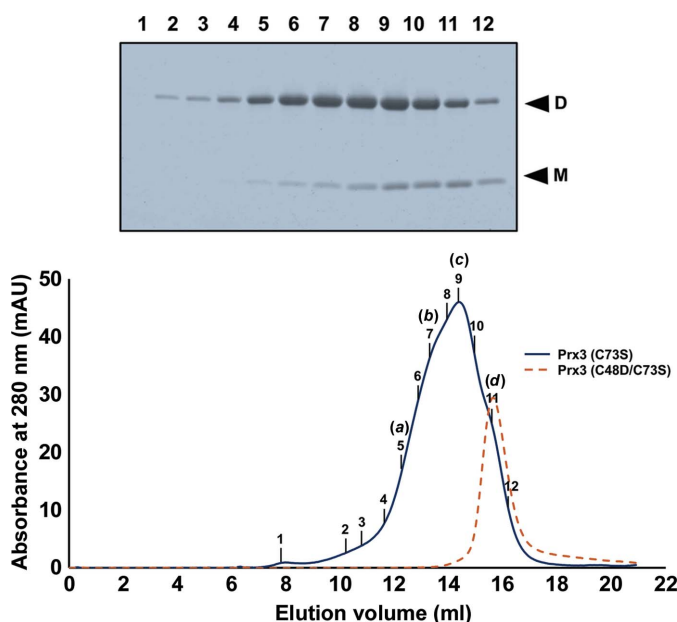 1 2 3 4 5 6 7 8 9 10 11 12
D
M
Absorbance at 280 nm (mAU)
50
40
30
20
10
0
(c)
9
8
(b)
7
10
6
(d)
11
(a)
5
12
4
3
2
1
Prx3 (C73S)
Prx3 (C48D/C73S)
0 2 4 6 8 10 12 14 16 18 20 22
Elution volume (ml)